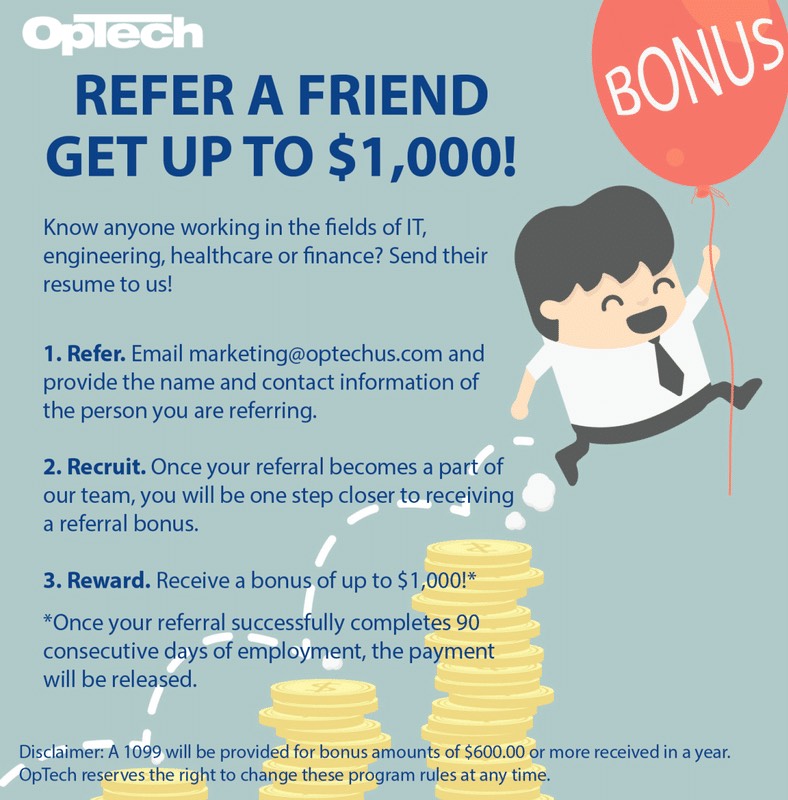 OpTech
BONUS
REFER A FRIEND
GET UP TO $1,000!
Know anyone working in the fields of IT,
engineering, healthcare or finance? Send their
resume to us!
1. Refer. Email marketing@optechus.com and
provide the name and contact information of
the person you are referring.
2. Recruit. Once your referral becomes a part of
our team, you will be one step closer to receiving
a referral bonus.
3. Reward. Receive a bonus of up to $1,000!*
*Once your referral successfully completes 90
consecutive days of employment, the payment
will be released.
Disclaimer: A 1099 will be provided for bonus amounts of $600.00 or more received in a year.
OpTech reserves the right to change these program rules at any time.